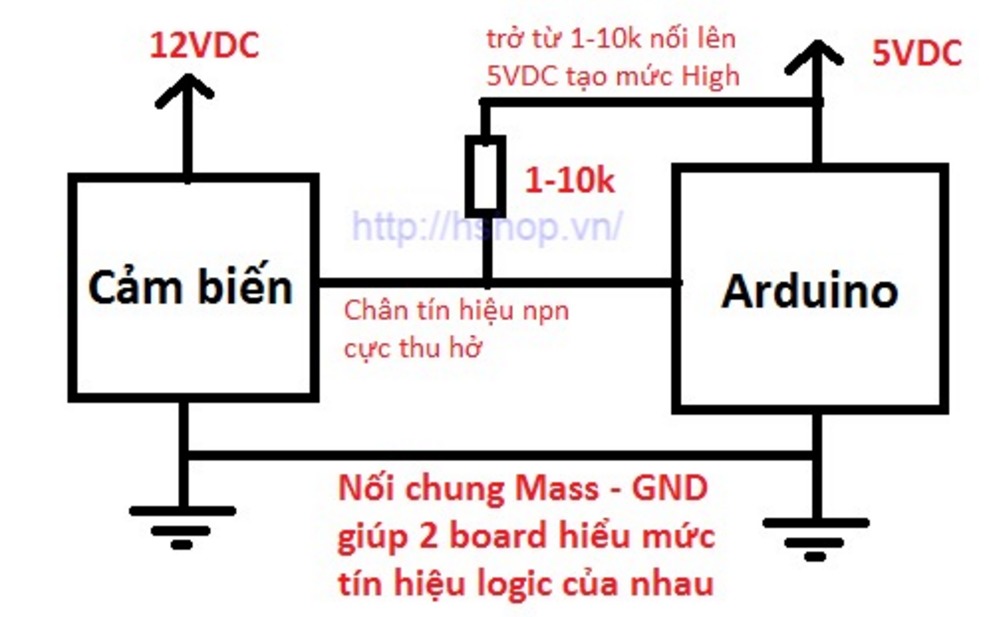 12VDC
trở từ 1-10k nối lên
5VDC tạo mức High
5VDC
1-10k
http://hshop.vn/
Cảm biến
Arduino
Chân tín hiệu npn
cực thu hở
Nối chung Mass - GND
giúp 2 board hiểu mức
tín hiệu logic của nhau